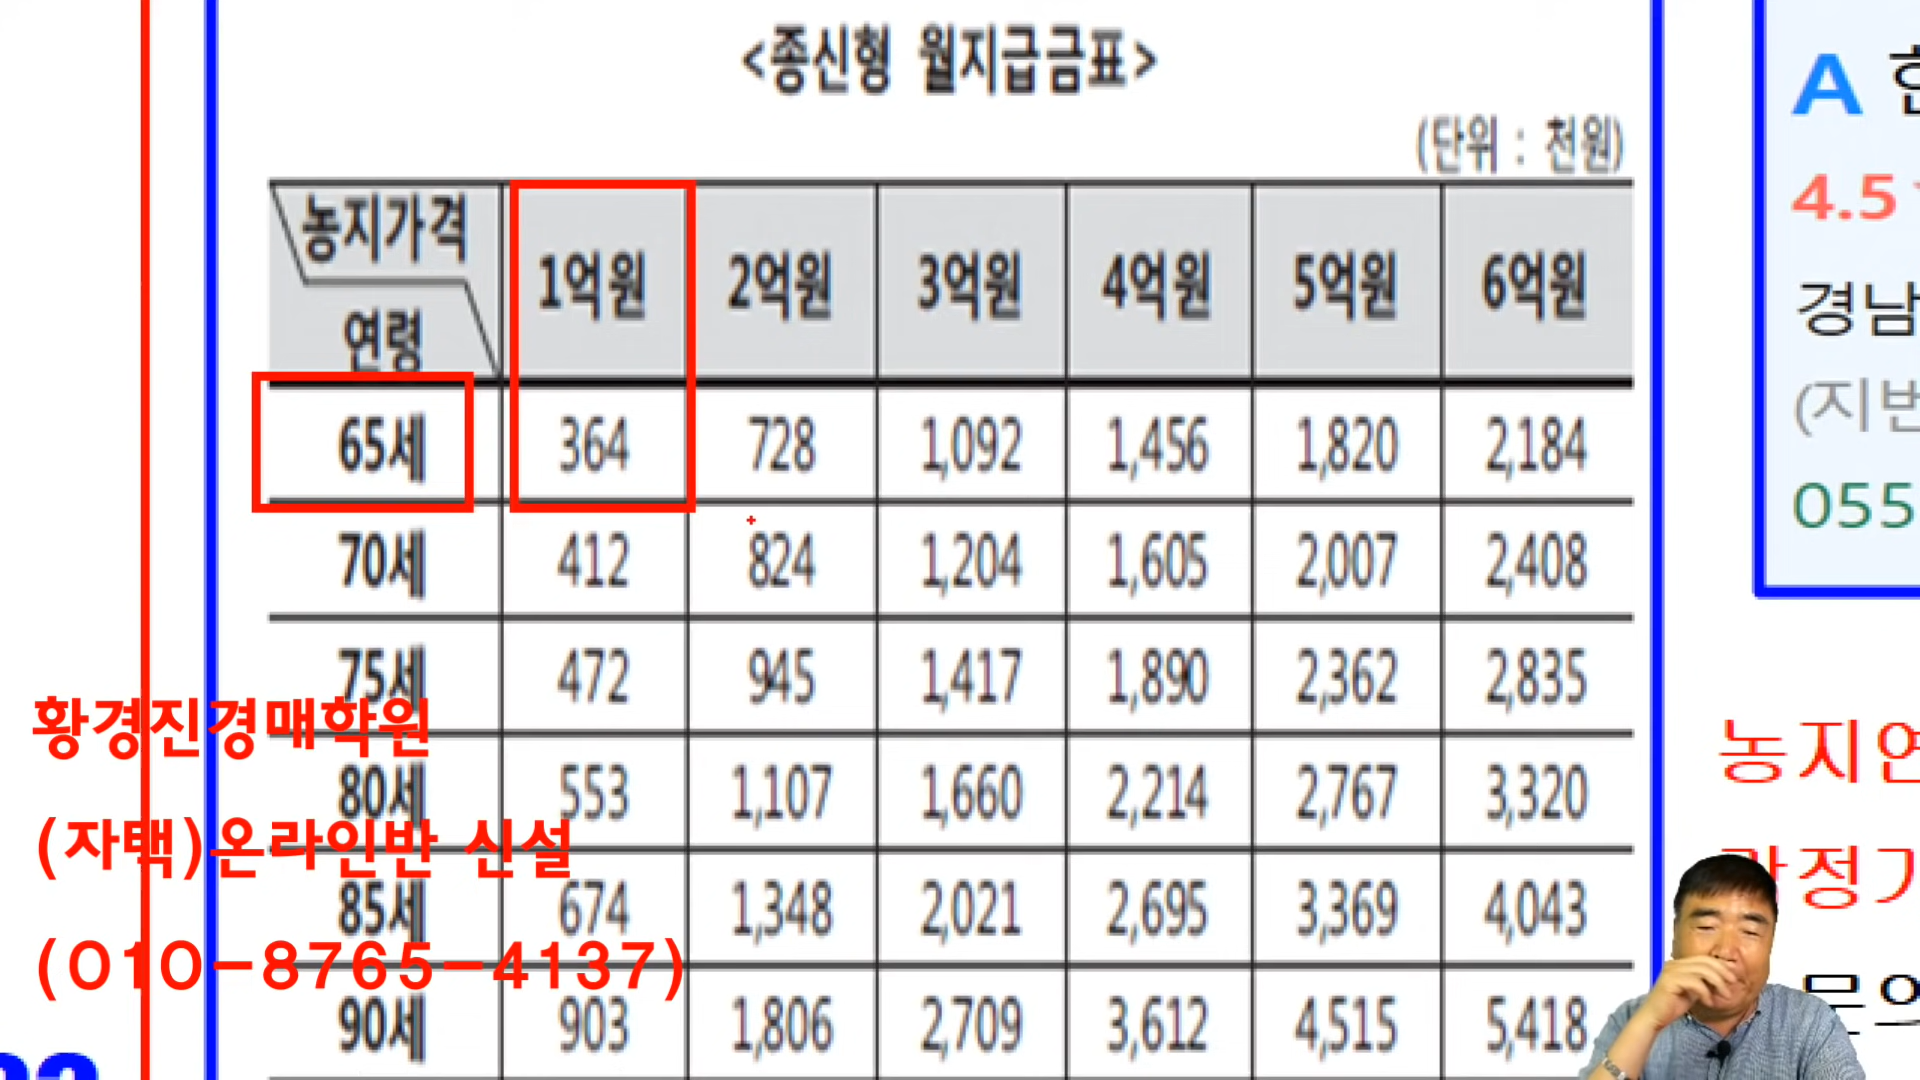 <종신형 월지급금표>
(단위 : 천원)
농지가격
연령
1억원 2억원 3억원 4억원 5억원 6억원
65세 364 728 1,092 1,456 1,820 2,184
70세 412 824 1,204 1,605 2,007 2,408
75세 472 945 1,417 1,890 2,362 2,835
80세 553 1,107 1,660 2,214 2,767 3,320
85세 674 1,348 2,021 2,695 3,369 4,043
90세 903 1,806 2,709 3,612 4,515 5,418
황경진경매학원
(자택)온라인반 신설
(010-8765-4137)
A
4.5
경남
(지번
055
농지연